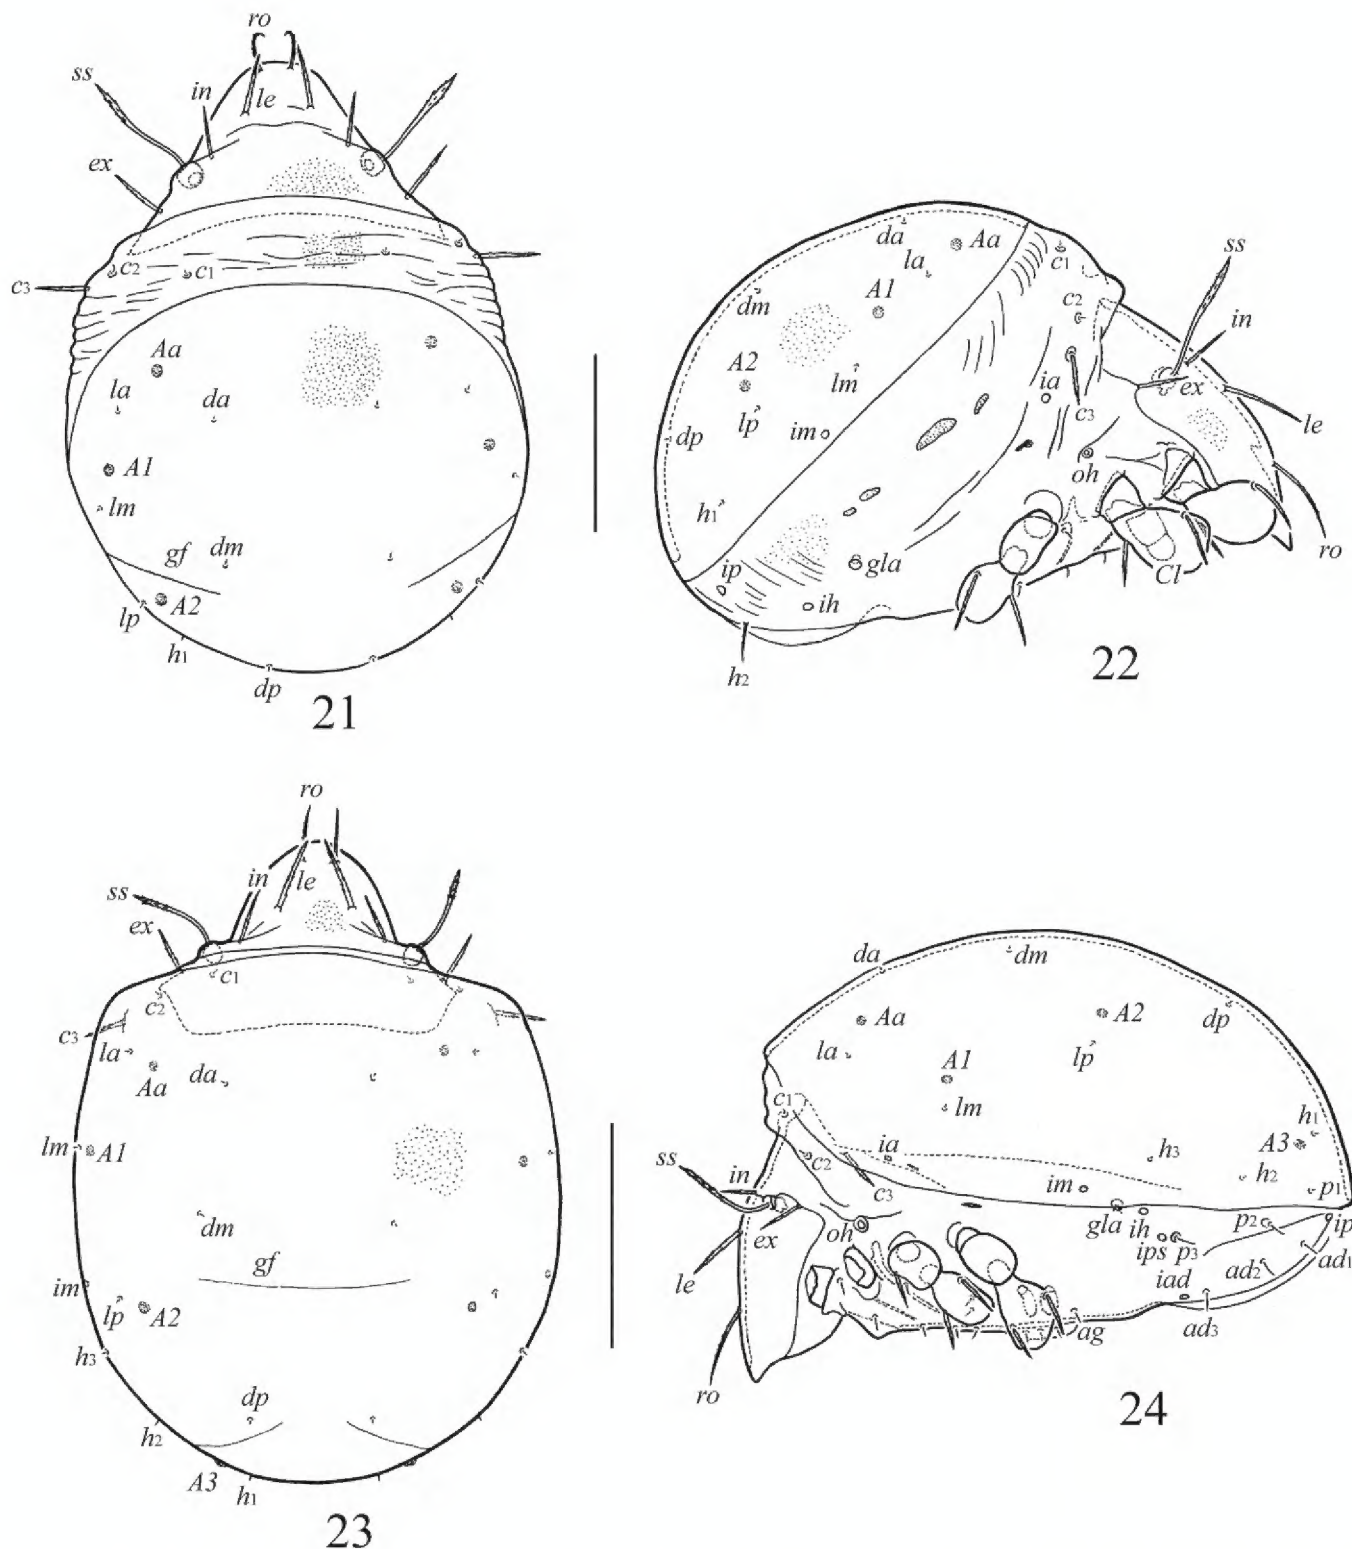 ro
ss
in
le
ex
c2
c1
c3
Aa
la
da
A1
lm
gf
dm
lp
A2
h1
dp
21
da
Aa
la
c1
ss
dm
A1
c2
in
A2
lm
ia
ex
c3
le
dp
lp
im
oh
h1
ro
ip
gla
Cl
ih
h2
22
ro
ss
in
le
ex
c1
c2
c3
la
Aa
da
lm
A1
dm
gf
im
lp
A2
h3
dp
h2
A3
h1
23
da
dm
Aa
A2
dp
la
A1
lp
lm
c1
h1
A3
ss
in
c2
ia
h3
h2
c3
im
p1
ex
oh
gla
ih
p2
ip
ips
p3
le
iad
ad2
ad1
ag
ad3
ro
24